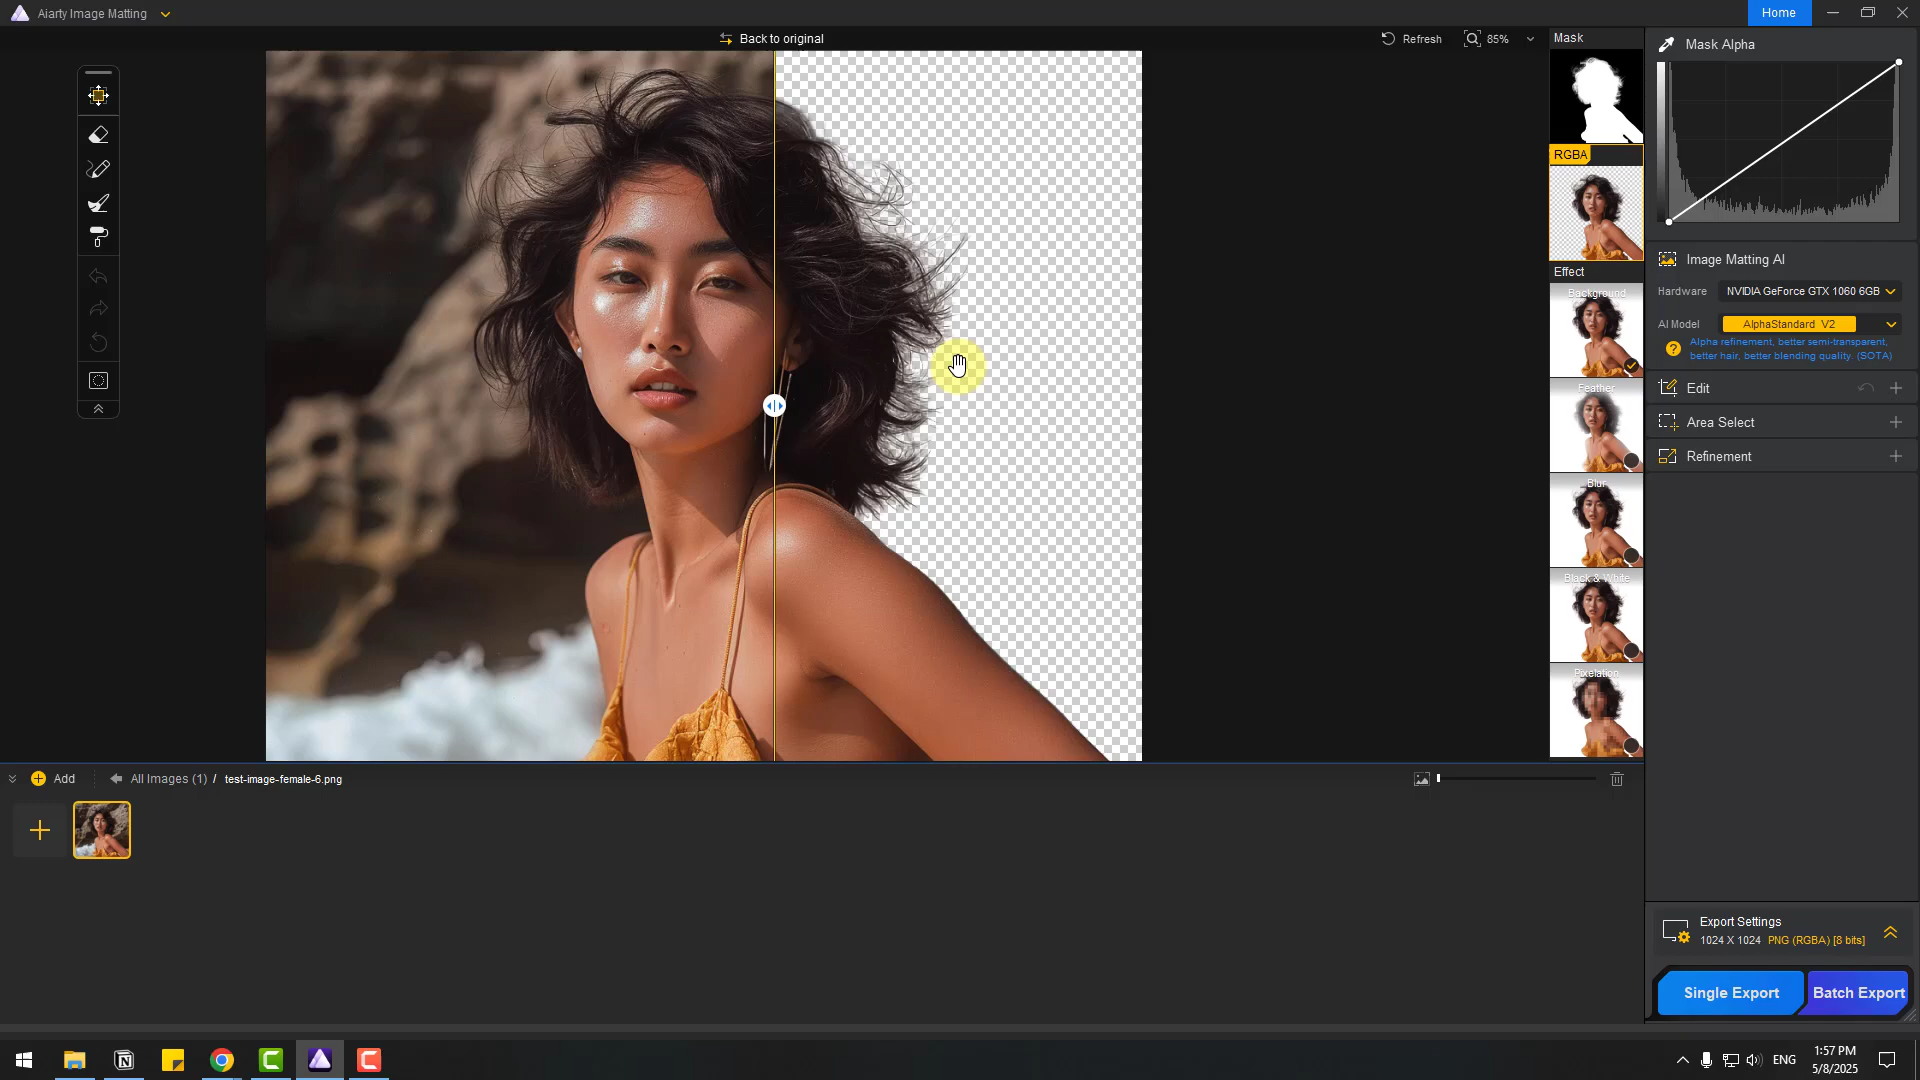 Aiarty Image Matting
Home
Back to original
Refresh
85%
Mask
RGBA
Effect
Background
Feather
Blur
Black & White
Pixelation
Mask Alpha
Image Matting AI
Hardware
NVIDIA GeForce GTX 1060 6GB
AI Model
AlphaStandard V2
?
Alpha refinement, better semi-transparent,
better hair, better blending quality. (SOTA)
Edit
Area Select
Refinement
Add
All Images (1) / test-image-female-6.png
Export Settings
1024 X 1024 PNG (RGBA) [8 bits]
Single Export
Batch Export
ENG
1:57 PM
5/8/2025